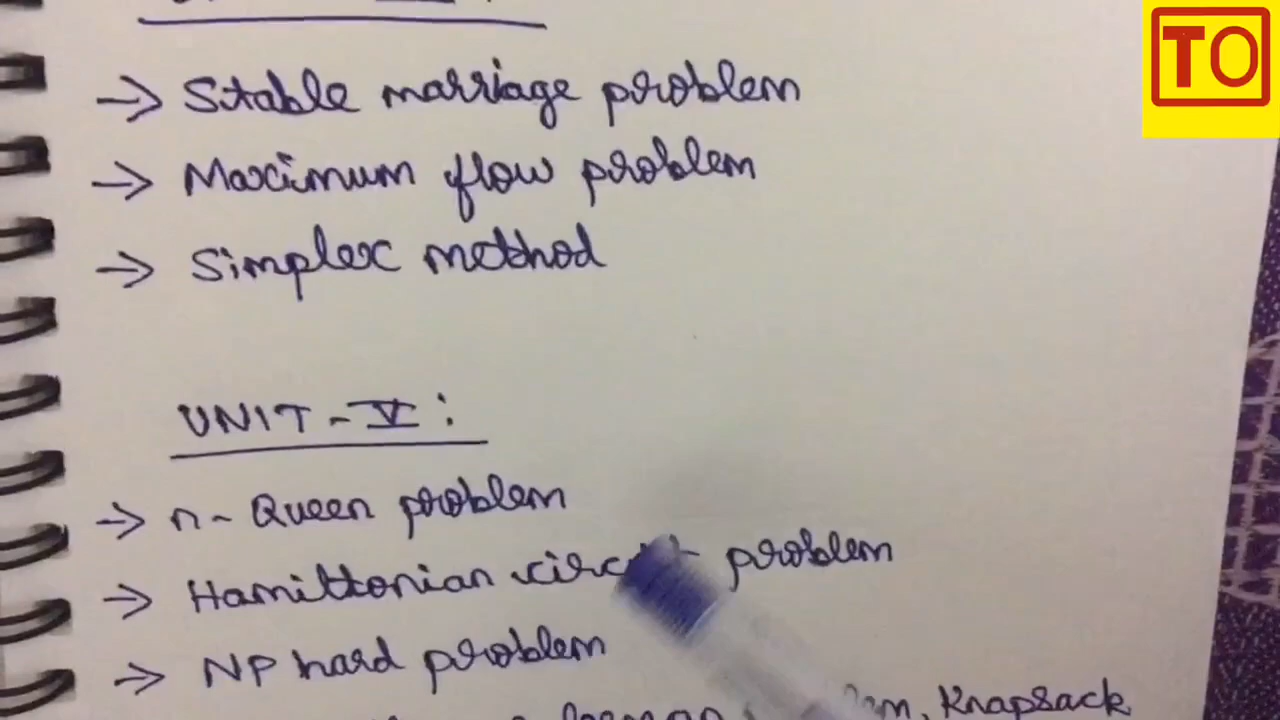 TO
→ Stable marriage problem
→ Maximum flow problem
→ Simplex method
UNIT - V :
→ n - Queen problem
→ Hamiltonian problem
→ NP hard problem
Knapsack